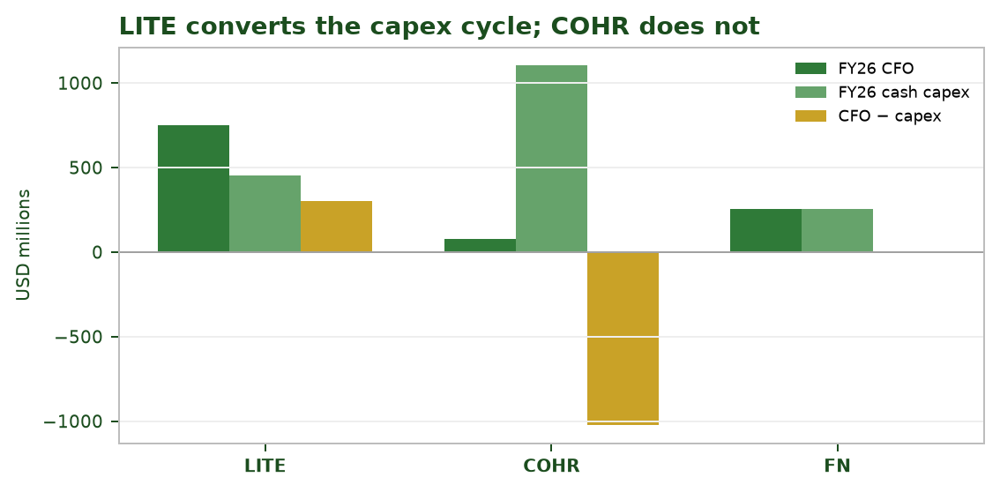 LITE converts the capex cycle; COHR does not
FY26 CFO
FY26 cash capex
CFO − capex
USD millions
1000
500
0
−500
−1000
LITE
COHR
FN